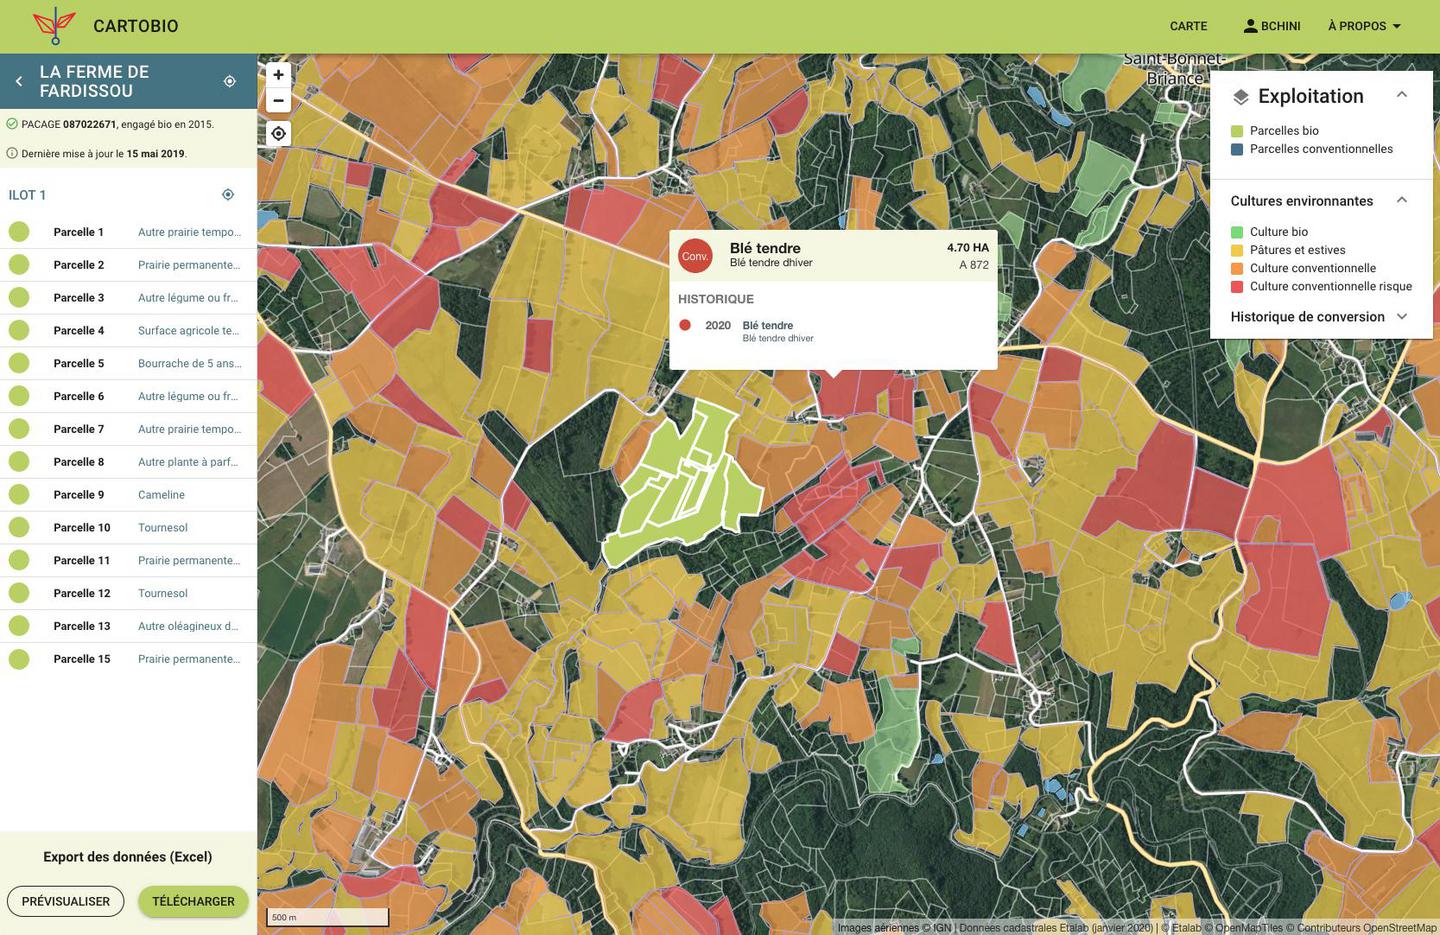 CARTOBIO
CARTE
BCHINI
À PROPOS
LA FERME DE
FARDISSOU
PACAGE 087022671, engagé bio en 2015.
Dernière mise à jour le 15 mai 2019.
ILOT 1
Parcelle 1 Autre prairie tempo...
Parcelle 2 Prairie permanente...
Parcelle 3 Autre légume ou fr...
Parcelle 4 Surface agricole te...
Parcelle 5 Bourrache de 5 ans...
Parcelle 6 Autre légume ou fr...
Parcelle 7 Autre prairie tempo...
Parcelle 8 Autre plante à parf...
Parcelle 9 Cameline
Parcelle 10 Tournesol
Parcelle 11 Prairie permanente...
Parcelle 12 Tournesol
Parcelle 13 Autre oléagineux d...
Parcelle 15 Prairie permanente...
Export des données (Excel)
PRÉVISUALISER
TÉLÉCHARGER
+
−
Saint-Bonnet-
Briance
Conv.
Blé tendre 4.70 HA
Blé tendre dhiver A 872
HISTORIQUE
2020 Blé tendre
Blé tendre dhiver
Exploitation
Parcelles bio
Parcelles conventionnelles
Cultures environnantes
Culture bio
Pâtures et estives
Culture conventionnelle
Culture conventionnelle risque
Historique de conversion
500 m
Images aériennes © IGN | Données cadastrales Etalab (janvier 2020) | © Etalab © OpenMapTiles © Contributeurs OpenStreetMap